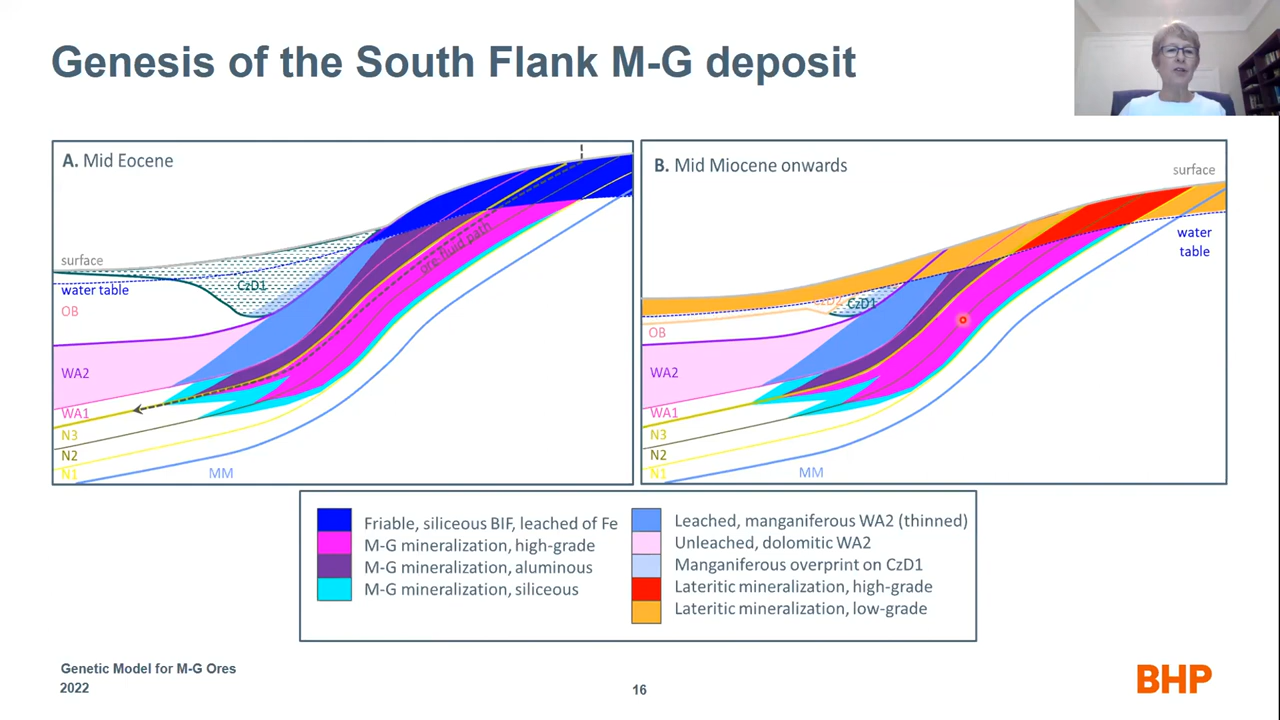 Genesis of the South Flank M-G deposit
A. Mid Eocene
surface
water table
OB
WA2
WA1
N3
N2
N1
MM
CzD1
ore fluid path
B. Mid Miocene onwards
surface
water
table
CzD2
CzD1
OB
WA2
WA1
N3
N2
N1
MM
Friable, siliceous BIF, leached of Fe
M-G mineralization, high-grade
M-G mineralization, aluminous
M-G mineralization, siliceous
Leached, manganiferous WA2 (thinned)
Unleached, dolomitic WA2
Manganiferous overprint on CzD1
Lateritic mineralization, high-grade
Lateritic mineralization, low-grade
Genetic Model for M-G Ores
2022
16
BHP